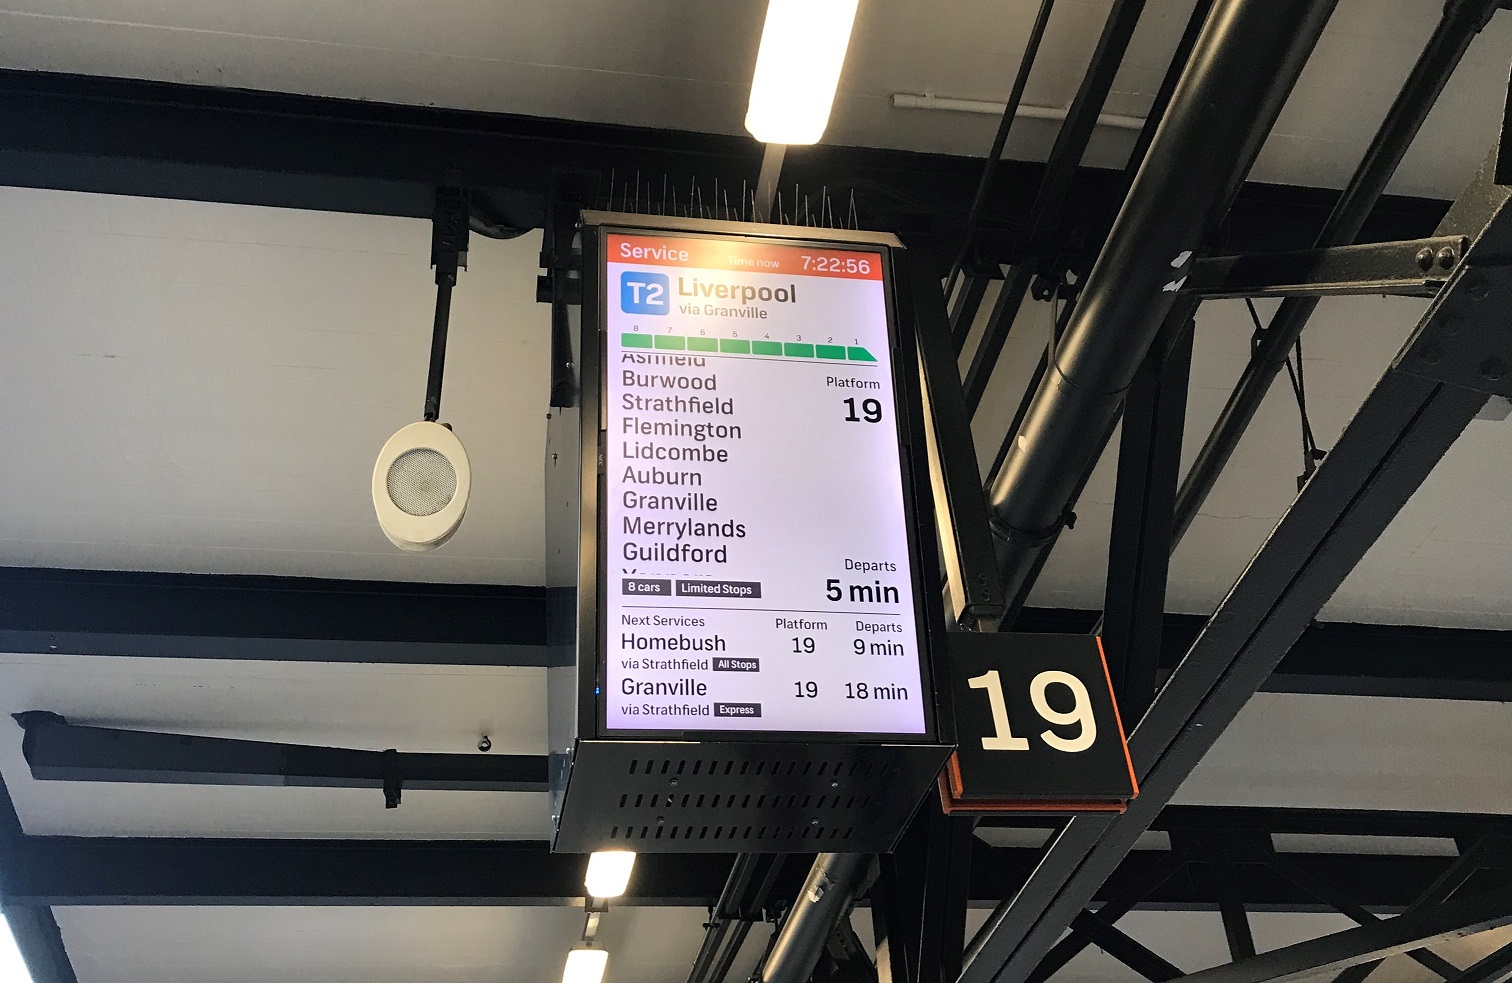 Service Time now 7:22:56
T2 Liverpool
via Granville
8 7 6 5 4 3 2 1
Ashfield
Burwood Platform
Strathfield 19
Flemington
Lidcombe
Auburn
Granville
Merrylands
Guildford
Departs
8 cars Limited Stops 5 min
Next Services Platform Departs
Homebush 19 9 min
via Strathfield All Stops
Granville 19 18 min
via Strathfield Express
19